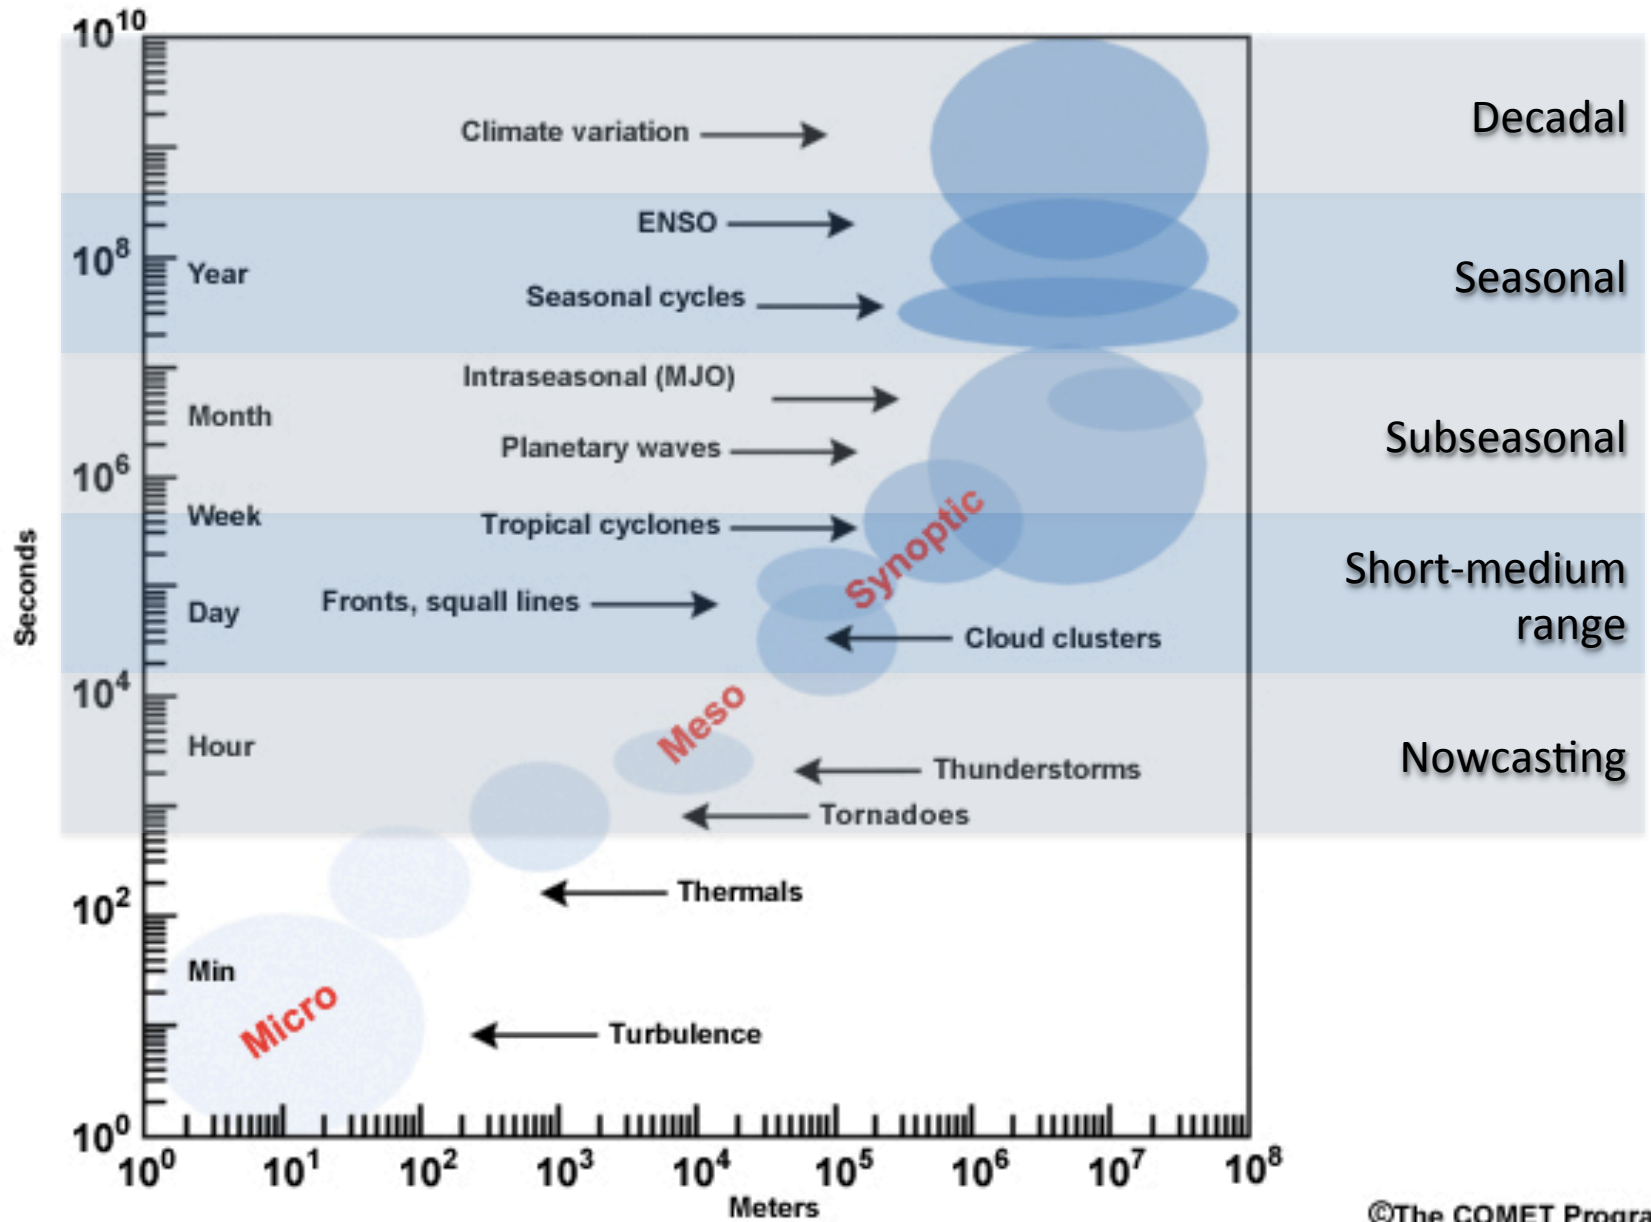 10^10
Climate variation
Decadal
ENSO
10^8
Year
Seasonal
Seasonal cycles
Intraseasonal (MJO)
Month
Planetary waves
Subseasonal
10^6
Week
Tropical cyclones
Synoptic
Short-medium
range
Fronts, squall lines
Day
Cloud clusters
Seconds
10^4
Meso
Hour
Thunderstorms
Nowcasting
Tornadoes
Thermals
10^2
Min
Micro
Turbulence
10^0
10^0 10^1 10^2 10^3 10^4 10^5 10^6 10^7 10^8
Meters
©The COMET Progra